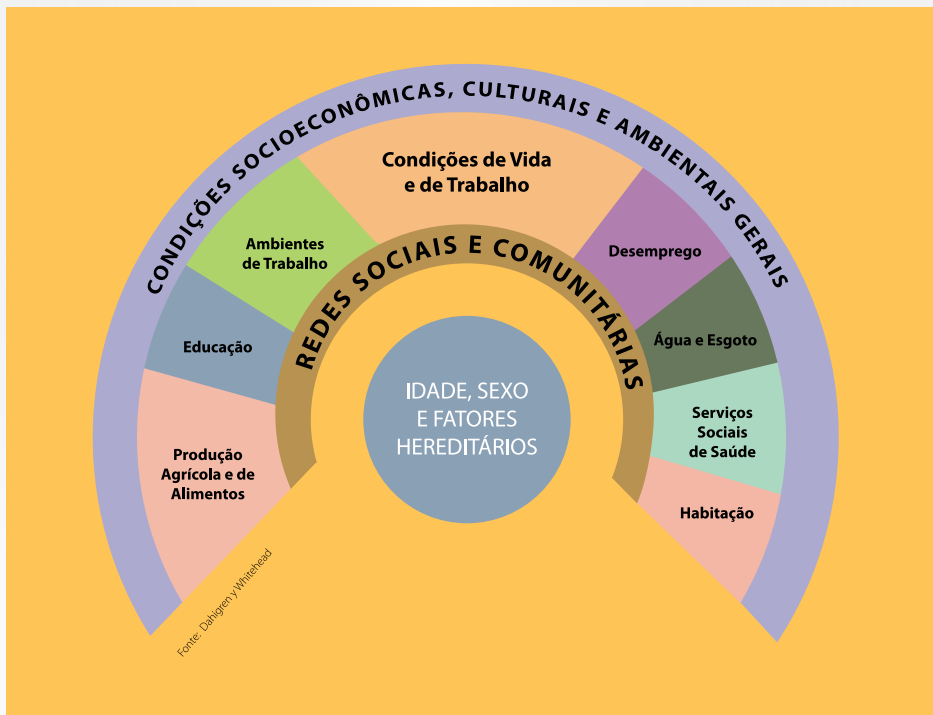 CONDIÇÕES SOCIOECONÔMICAS, CULTURAIS E AMBIENTAIS GERAIS
Condições de Vida
e de Trabalho
Ambientes
de Trabalho
Desemprego
REDES SOCIAIS E COMUNITÁRIAS
Educação
Água e Esgoto
IDADE, SEXO
E FATORES
HEREDITÁRIOS
Serviços
Sociais
de Saúde
Produção
Agrícola e de
Alimentos
Habitação
Fonte: Dahigren y Whitehead